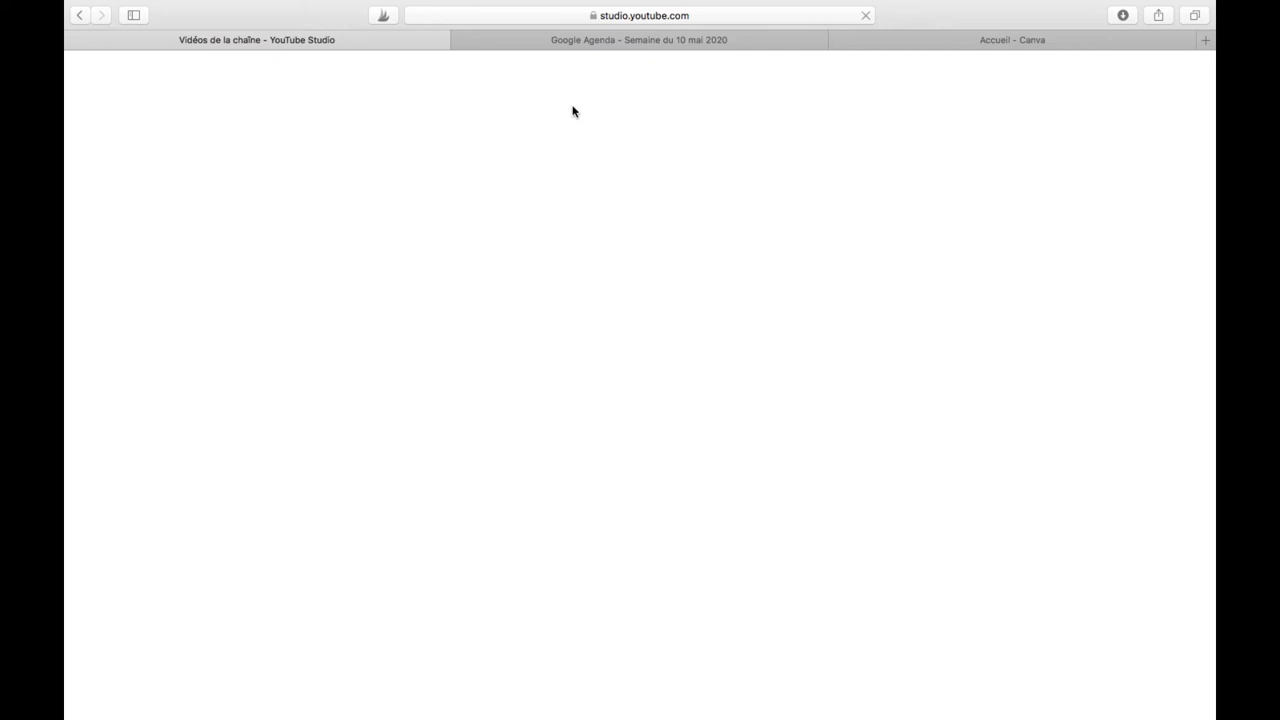 studio.youtube.com
Vidéos de la chaîne - YouTube Studio
Google Agenda - Semaine du 10 mai 2020
Accueil - Canva